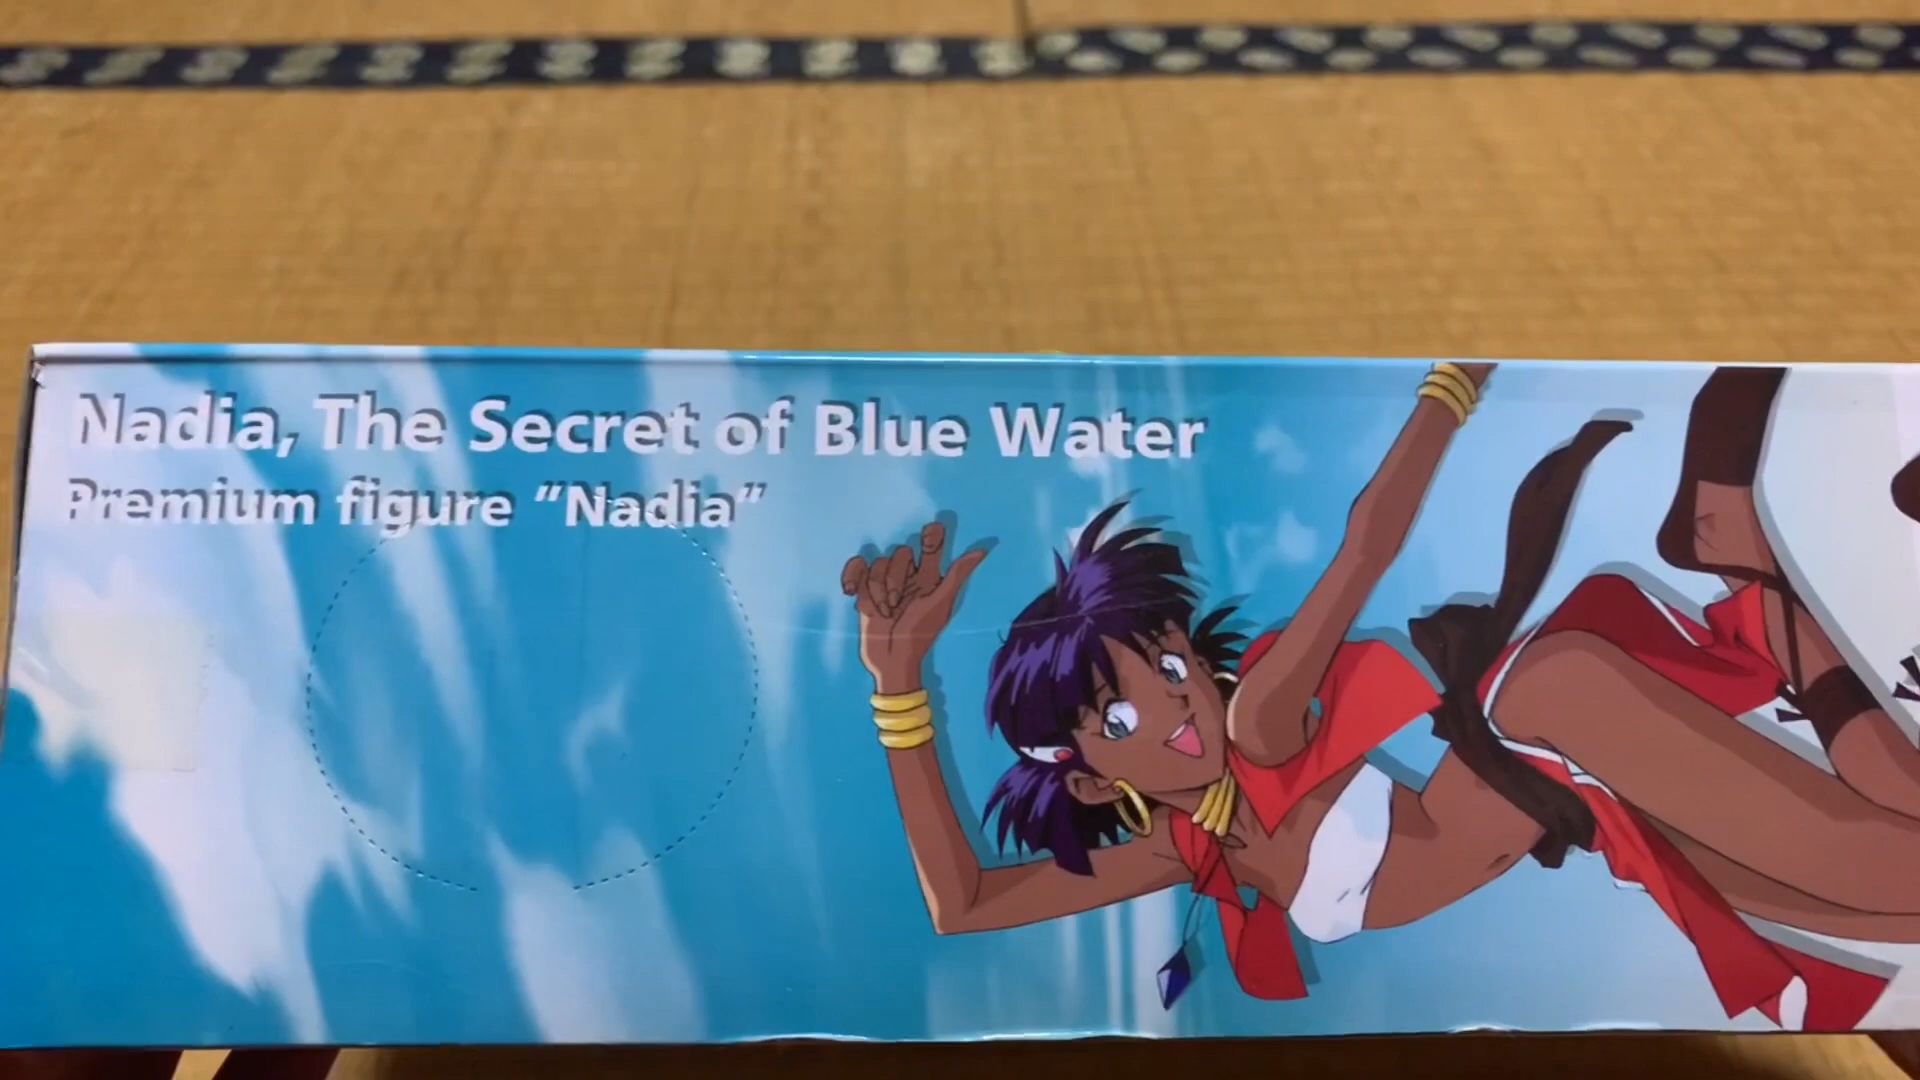 Nadia, The Secret of Blue Water
Premium figure “Nadia”